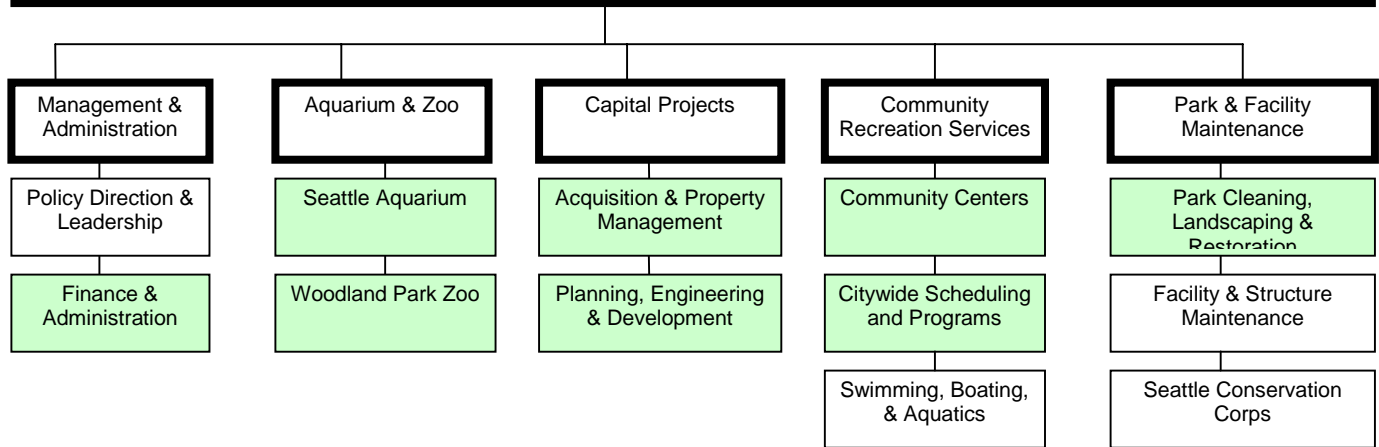 Management &
Administration
Aquarium & Zoo
Capital Projects
Community
Recreation Services
Park & Facility
Maintenance
Policy Direction &
Leadership
Seattle Aquarium
Acquisition & Property
Management
Community Centers
Park Cleaning,
Landscaping &
Restoration
Finance &
Administration
Woodland Park Zoo
Planning, Engineering
& Development
Citywide Scheduling
and Programs
Facility & Structure
Maintenance
Swimming, Boating,
& Aquatics
Seattle Conservation
Corps